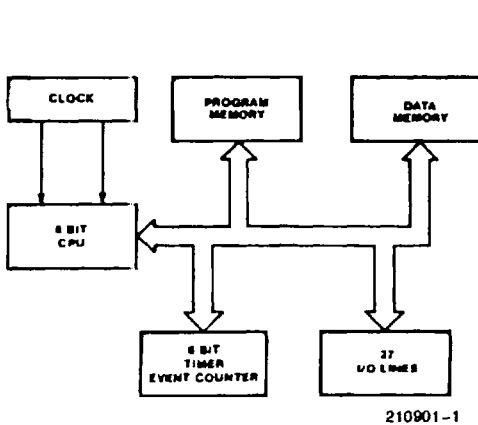 CLOCK
PROGRAM
MEMORY
DATA
MEMORY
8 BIT
CPU
8 BIT
TIMER
EVENT COUNTER
27
I/O LINES
210901-1